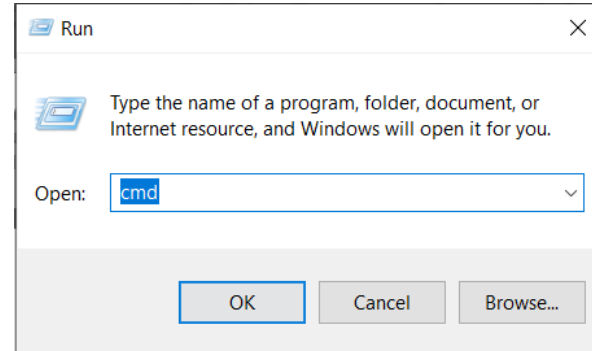 Run
Type the name of a program, folder, document, or
Internet resource, and Windows will open it for you.
Open: cmd
OK Cancel Browse...